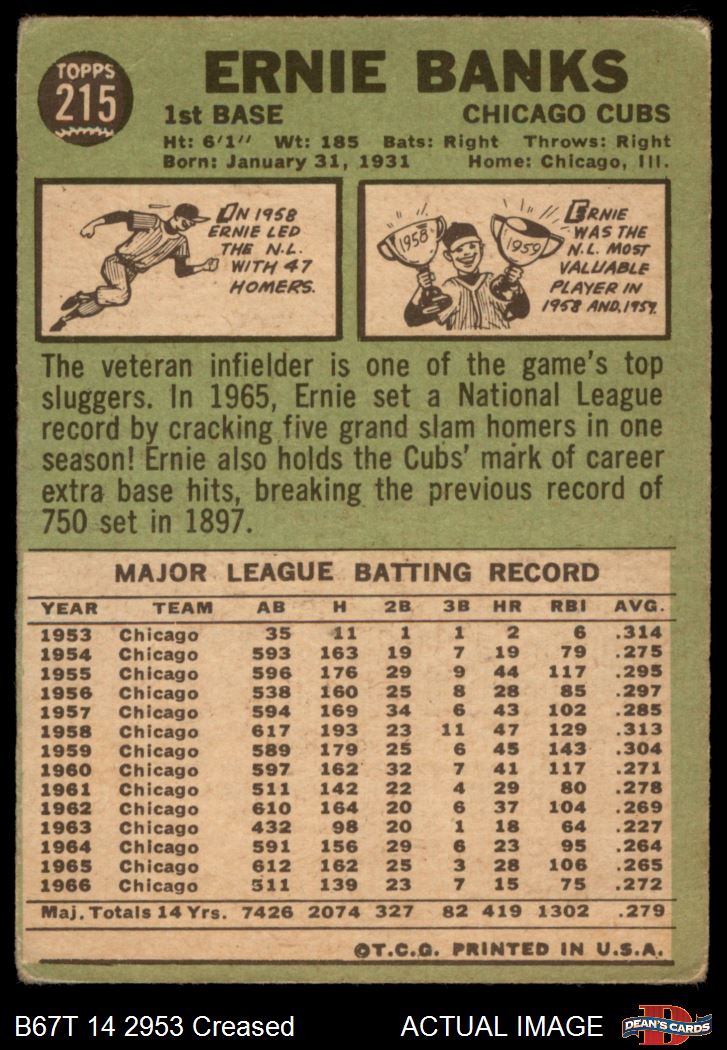 TOPPS
215
ERNIE BANKS
1st BASE CHICAGO CUBS
Ht: 6'1" Wt: 185 Bats: Right Throws: Right
Born: January 31, 1931 Home: Chicago, Ill.
IN 1958
ERNIE LED
THE N.L.
WITH 47
HOMERS.
1958
1959
ERNIE
WAS THE
N.L. MOST
VALUABLE
PLAYER IN
1958 AND, 1959.
The veteran infielder is one of the game's top
sluggers. In 1965, Ernie set a National League
record by cracking five grand slam homers in one
season! Ernie also holds the Cubs' mark of career
extra base hits, breaking the previous record of
750 set in 1897.
MAJOR LEAGUE BATTING RECORD
YEAR TEAM AB H 2B 3B HR RBI AVG.
1953 Chicago 35 11 1 1 2 6 .314
1954 Chicago 593 163 19 7 19 79 .275
1955 Chicago 596 176 29 9 44 117 .295
1956 Chicago 538 160 25 8 28 85 .297
1957 Chicago 594 169 34 6 43 102 .285
1958 Chicago 617 193 23 11 47 129 .313
1959 Chicago 589 179 25 6 45 143 .304
1960 Chicago 597 162 32 7 41 117 .271
1961 Chicago 511 142 22 4 29 80 .278
1962 Chicago 610 164 20 6 37 104 .269
1963 Chicago 432 98 20 1 18 64 .227
1964 Chicago 591 156 29 6 23 95 .264
1965 Chicago 612 162 25 3 28 106 .265
1966 Chicago 511 139 23 7 15 75 .272
Maj. Totals 14 Yrs. 7426 2074 327 82 419 1302 .279
©T.C.G. PRINTED IN U.S.A.
B67T 14 2953 Creased ACTUAL IMAGE
D
DEAN'S CARDS